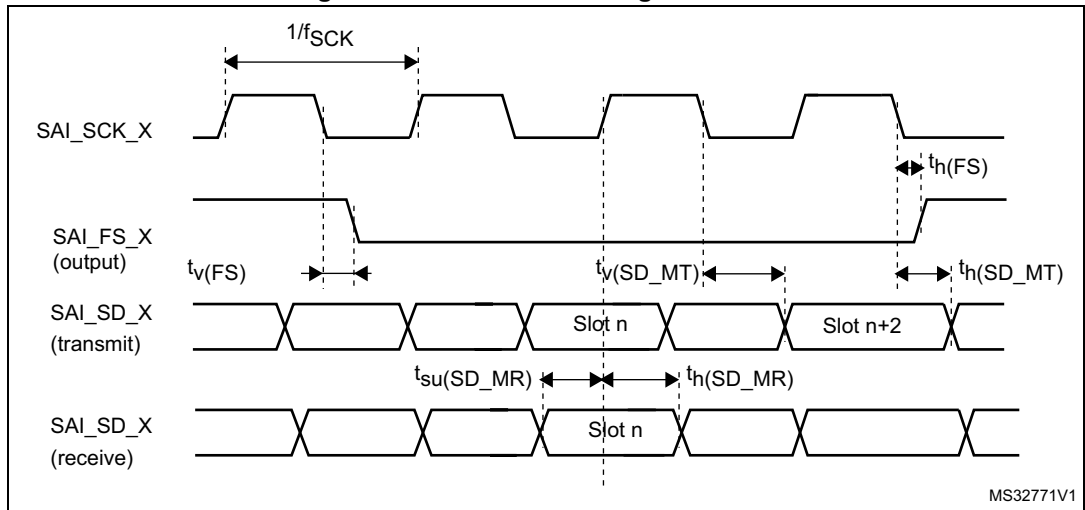 1/fSCK
SAI_SCK_X
th(FS)
SAI_FS_X
(output)
tv(FS)
tv(SD_MT)
th(SD_MT)
SAI_SD_X
(transmit)
Slot n
Slot n+2
tsu(SD_MR)
th(SD_MR)
SAI_SD_X
(receive)
Slot n
MS32771V1